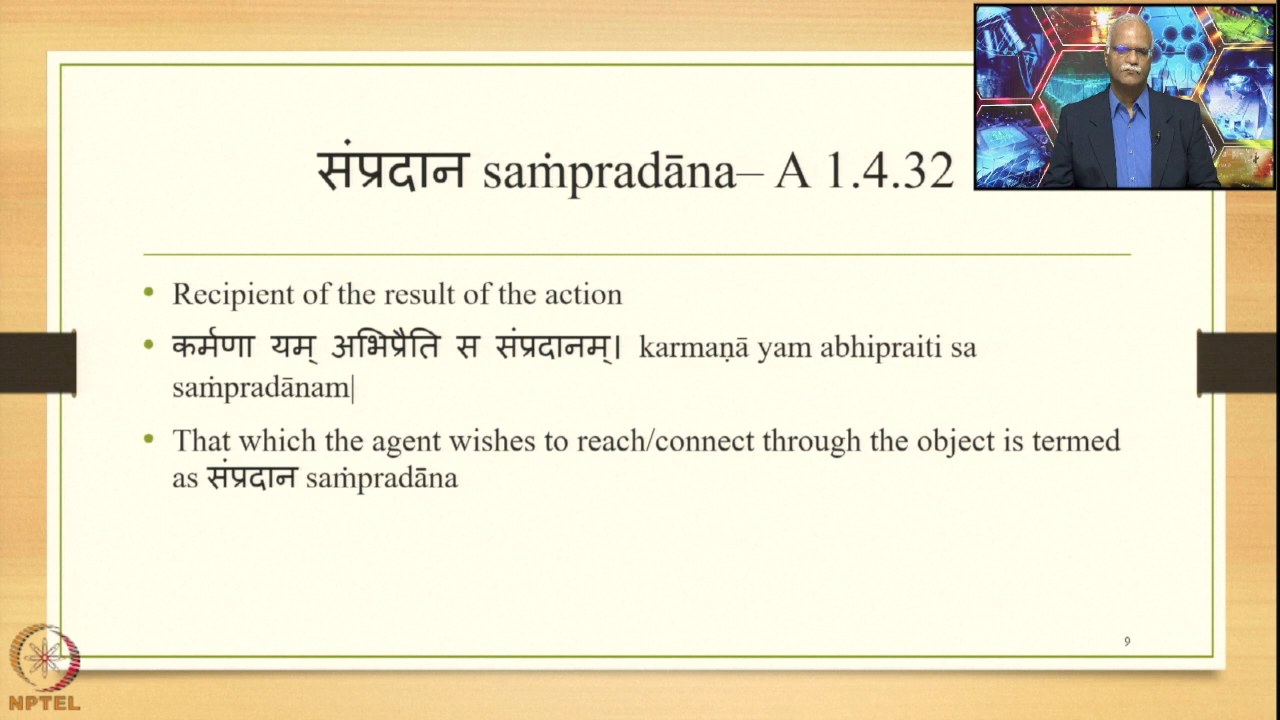 संप्रदान saṁpradāna– A 1.4.32
• Recipient of the result of the action
• कर्मणा यम् अभिप्रैति स संप्रदानम्। karmaṇā yam abhipraiti sa
saṁpradānam|
• That which the agent wishes to reach/connect through the object is termed
as संप्रदान saṁpradāna
9
NPTEL